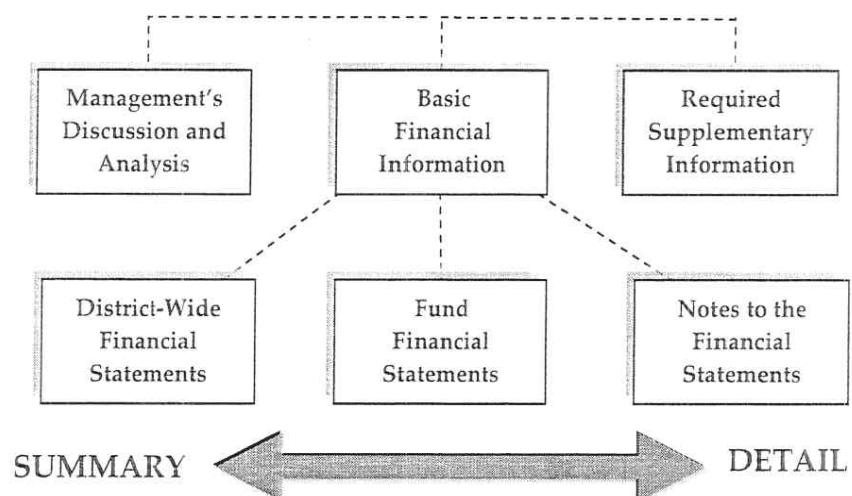 Management's
Discussion and
Analysis
Basic
Financial
Information
Required
Supplementary
Information
District-Wide
Financial
Statements
Fund
Financial
Statements
Notes to the
Financial
Statements
SUMMARY
DETAIL